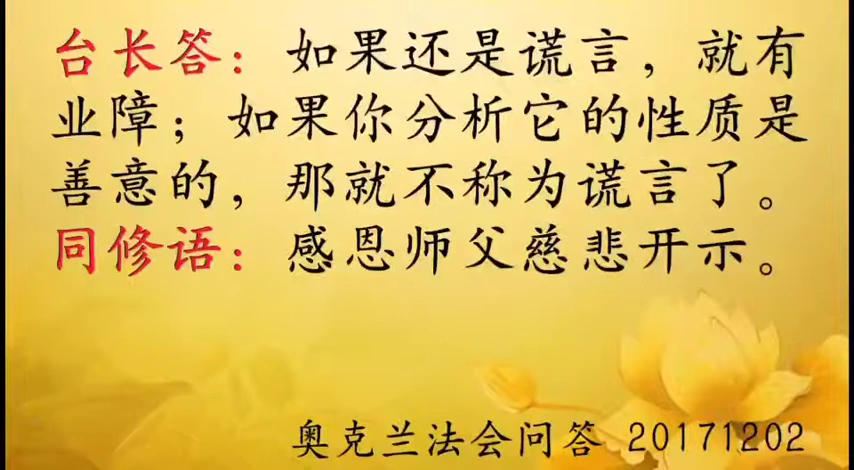 台长答：如果还是谎言，就有
业障；如果你分析它的性质是
善意的，那就不称为谎言了。
同修语：感恩师父慈悲开示。
奥克兰法会问答 20171202